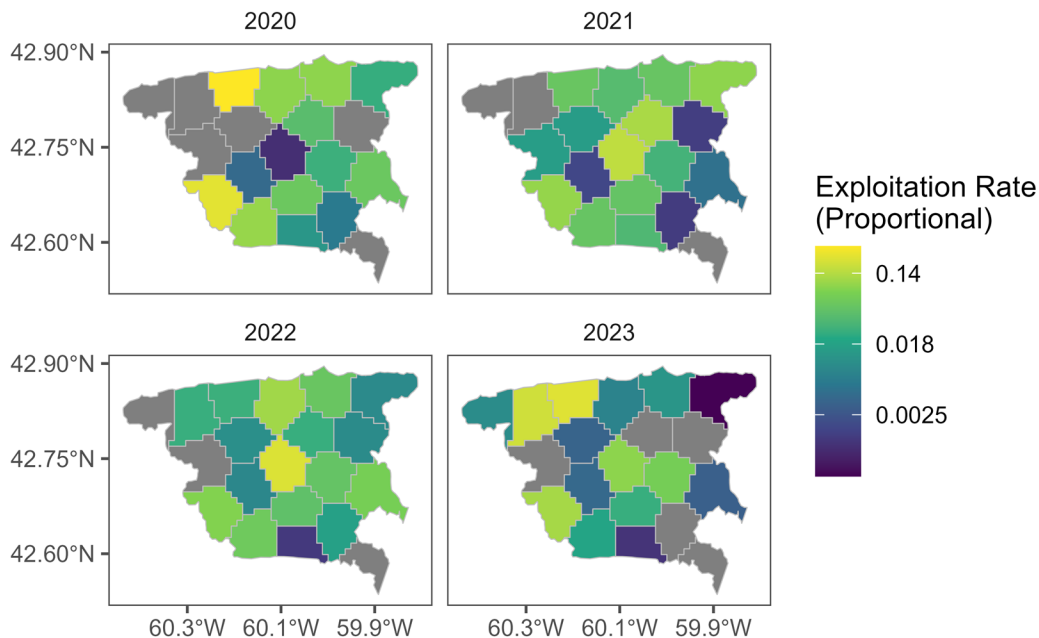 2020
2021
42.90°N
42.75°N
42.60°N
Exploitation Rate
(Proportional)
0.14
0.018
0.0025
2022
2023
42.90°N
42.75°N
42.60°N
60.3°W 60.1°W 59.9°W
60.3°W 60.1°W 59.9°W